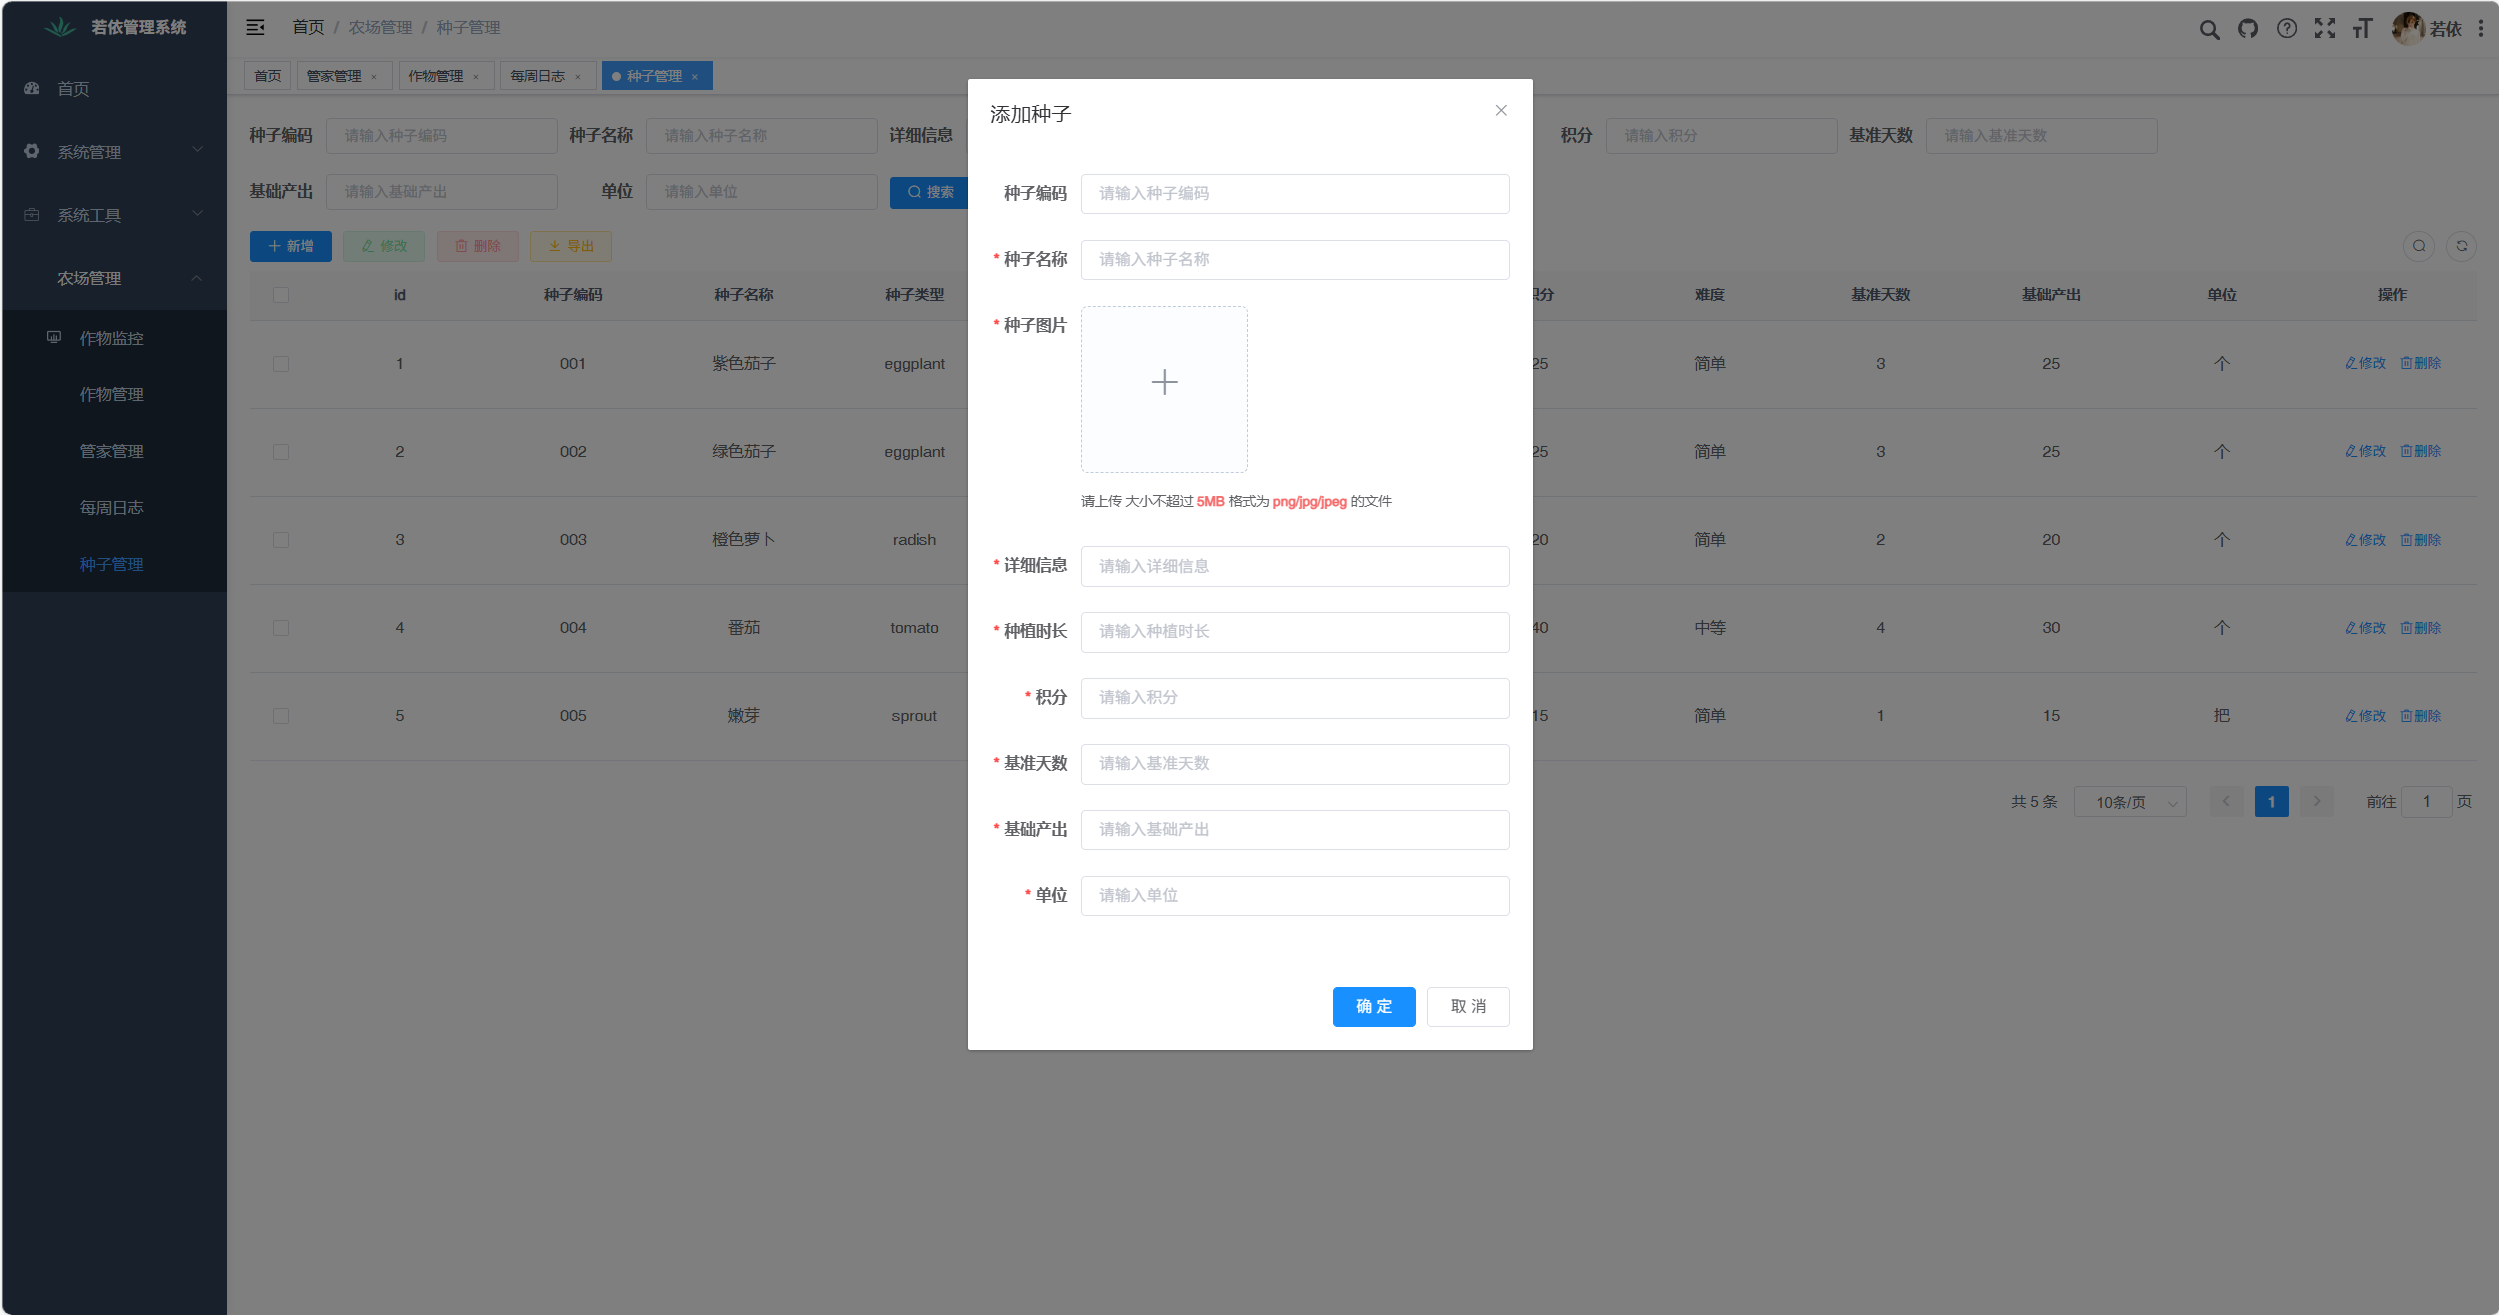 若依管理系统
首页 / 农场管理 / 种子管理
若依
首页
系统管理
系统工具
农场管理
作物监控
作物管理
管家管理
每周日志
种子管理
首页 管家管理 × 作物管理 × 每周日志 × 种子管理 ×
种子编码 请输入种子编码 种子名称 请输入种子名称 详细信息 积分 请输入积分 基准天数 请输入基准天数
基础产出 请输入基础产出 单位 请输入单位 搜索
新增 修改 删除 导出
id 种子编码 种子名称 种子类型 难度 基准天数 基础产出 单位 操作
1 001 紫色茄子 eggplant 25 简单 3 25 个 修改 删除
2 002 绿色茄子 eggplant 25 简单 3 25 个 修改 删除
3 003 橙色萝卜 radish 20 简单 2 20 个 修改 删除
4 004 番茄 tomato 40 中等 4 30 个 修改 删除
5 005 嫩芽 sprout 15 简单 1 15 把 修改 删除
共 5 条 10条/页 1 前往 1 页
添加种子
种子编码 请输入种子编码
* 种子名称 请输入种子名称
* 种子图片
请上传 大小不超过 5MB 格式为 png/jpg/jpeg 的文件
* 详细信息 请输入详细信息
* 种植时长 请输入种植时长
* 积分 请输入积分
* 基准天数 请输入基准天数
* 基础产出 请输入基础产出
* 单位 请输入单位
确 定 取 消